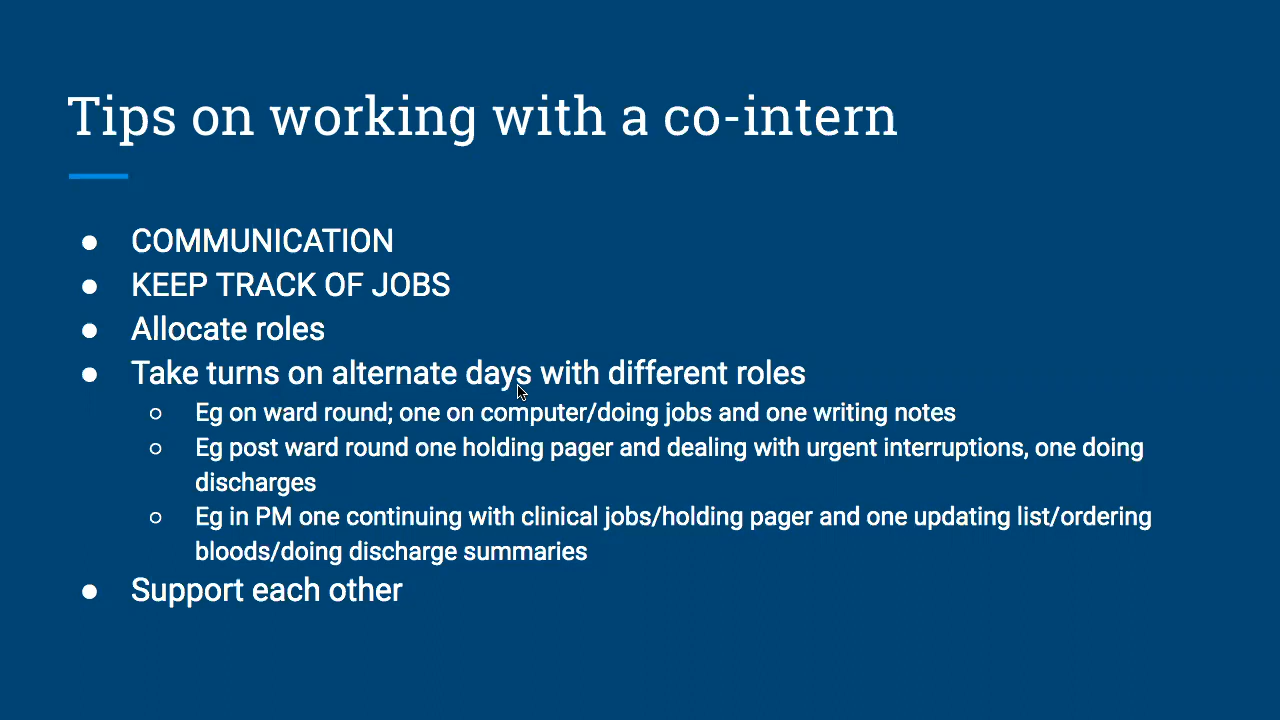 Tips on working with a co-intern
● COMMUNICATION
● KEEP TRACK OF JOBS
● Allocate roles
● Take turns on alternate days with different roles
○ Eg on ward round; one on computer/doing jobs and one writing notes
○ Eg post ward round one holding pager and dealing with urgent interruptions, one doing
discharges
○ Eg in PM one continuing with clinical jobs/holding pager and one updating list/ordering
bloods/doing discharge summaries
● Support each other